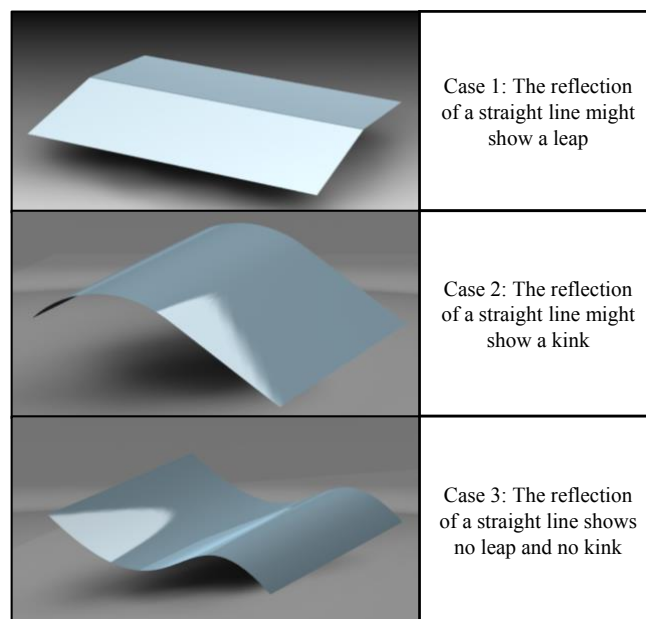 Case 1: The reflection
of a straight line might
show a leap
Case 2: The reflection
of a straight line might
show a kink
Case 3: The reflection
of a straight line shows
no leap and no kink